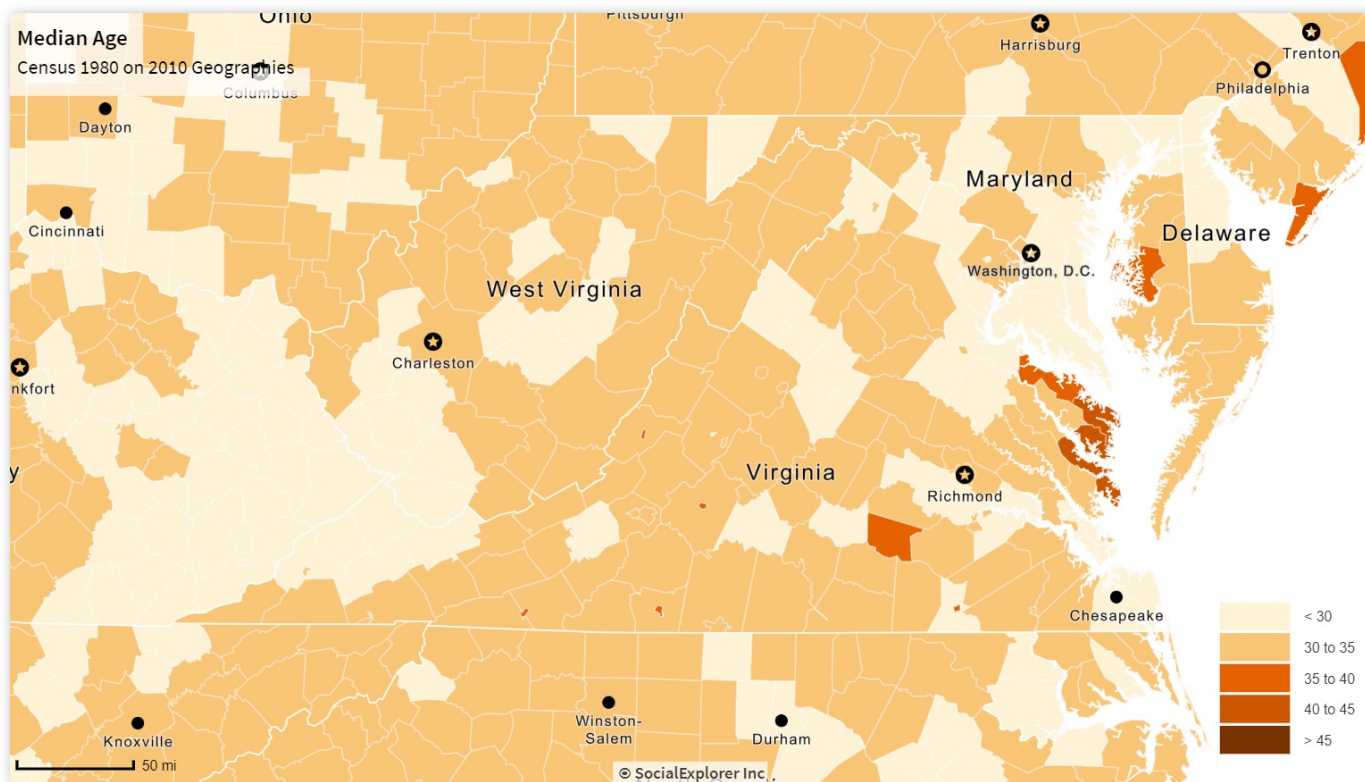 Median Age
Census 1980 on 2010 Geographies
Ohio
Pittsburgh
Harrisburg
Trenton
Philadelphia
Columbus
Dayton
Cincinnati
Maryland
Delaware
Washington, D.C.
West Virginia
Charleston
nkfort
y
Virginia
Richmond
Chesapeake
Knoxville
Winston-
Salem
Durham
50 mi
© SocialExplorer Inc.
< 30
30 to 35
35 to 40
40 to 45
> 45